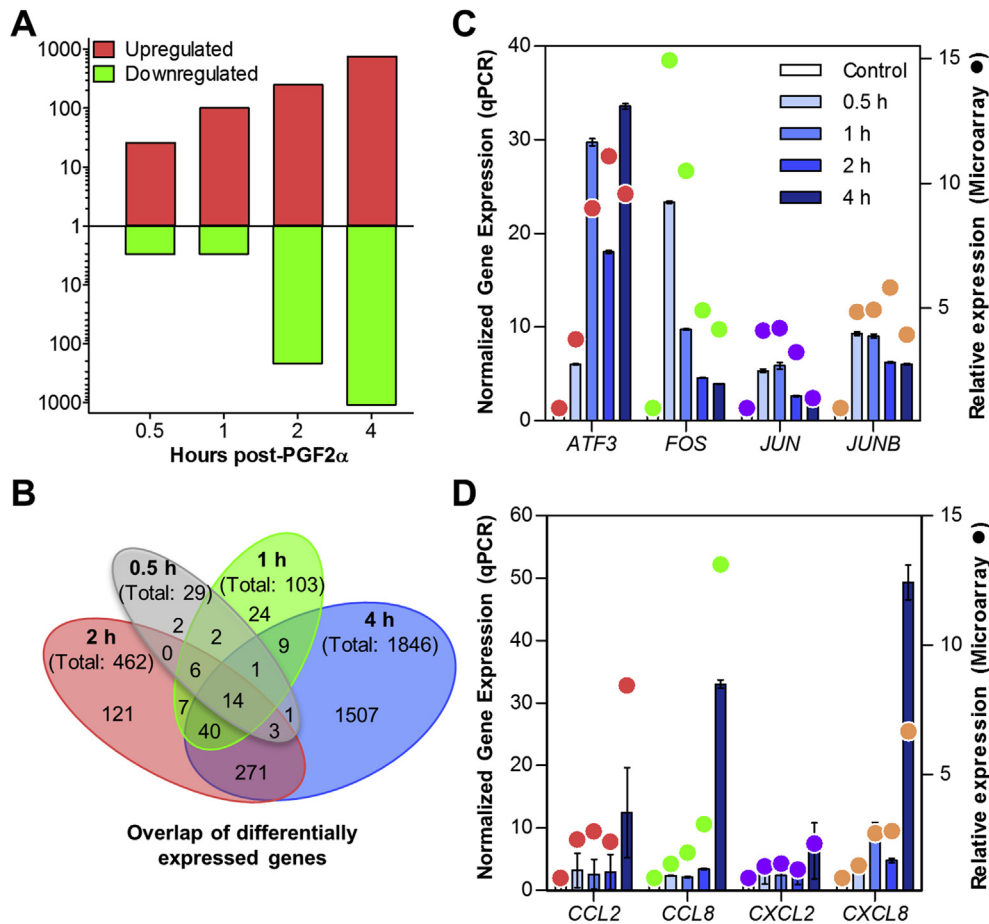 A
Upregulated
Downregulated
1000
100
10
1
10
100
1000
0.5 1 2 4
Hours post-PGF2α
B
0.5 h
(Total: 29)
1 h
(Total: 103)
2 h
(Total: 462)
4 h
(Total: 1846)
2 2 24 9
0 6 1
121 7 14 1 1507
40 3
271
Overlap of differentially
expressed genes
C
Normalized Gene Expression (qPCR)
40
30
20
10
0
Control
0.5 h
1 h
2 h
4 h
15
10
5
Relative expression (Microarray ●)
ATF3 FOS JUN JUNB
D
Normalized Gene Expression (qPCR)
60
50
40
30
20
10
0
15
10
5
Relative expression (Microarray ●)
CCL2 CCL8 CXCL2 CXCL8